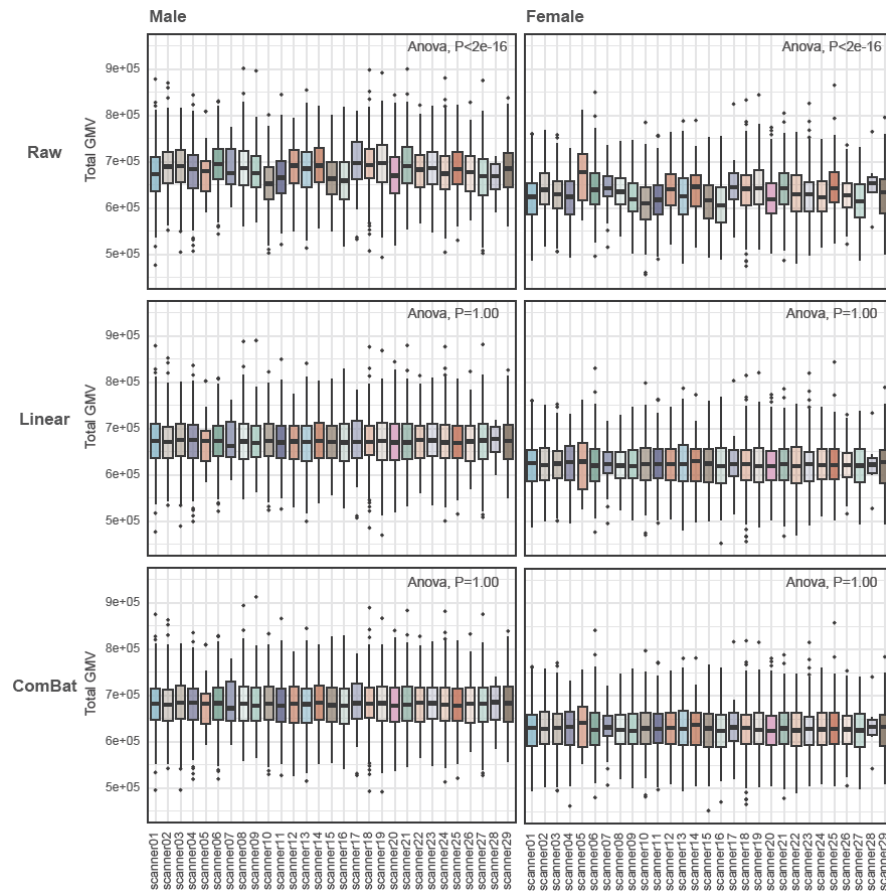 Male Female
Raw
Total GMV
9e+05
8e+05
7e+05
6e+05
5e+05
Anova, P<2e-16
Anova, P<2e-16
Linear
Total GMV
9e+05
8e+05
7e+05
6e+05
5e+05
Anova, P=1.00
Anova, P=1.00
ComBat
Total GMV
9e+05
8e+05
7e+05
6e+05
5e+05
Anova, P=1.00
Anova, P=1.00
scanner01
scanner02
scanner03
scanner04
scanner05
scanner06
scanner07
scanner08
scanner09
scanner10
scanner11
scanner12
scanner13
scanner14
scanner15
scanner16
scanner17
scanner18
scanner19
scanner20
scanner21
scanner22
scanner23
scanner24
scanner25
scanner26
scanner27
scanner28
scanner29
scanner01
scanner02
scanner03
scanner04
scanner05
scanner06
scanner07
scanner08
scanner09
scanner10
scanner11
scanner12
scanner13
scanner14
scanner15
scanner16
scanner17
scanner18
scanner19
scanner20
scanner21
scanner22
scanner23
scanner24
scanner25
scanner26
scanner27
scanner28
scanner29